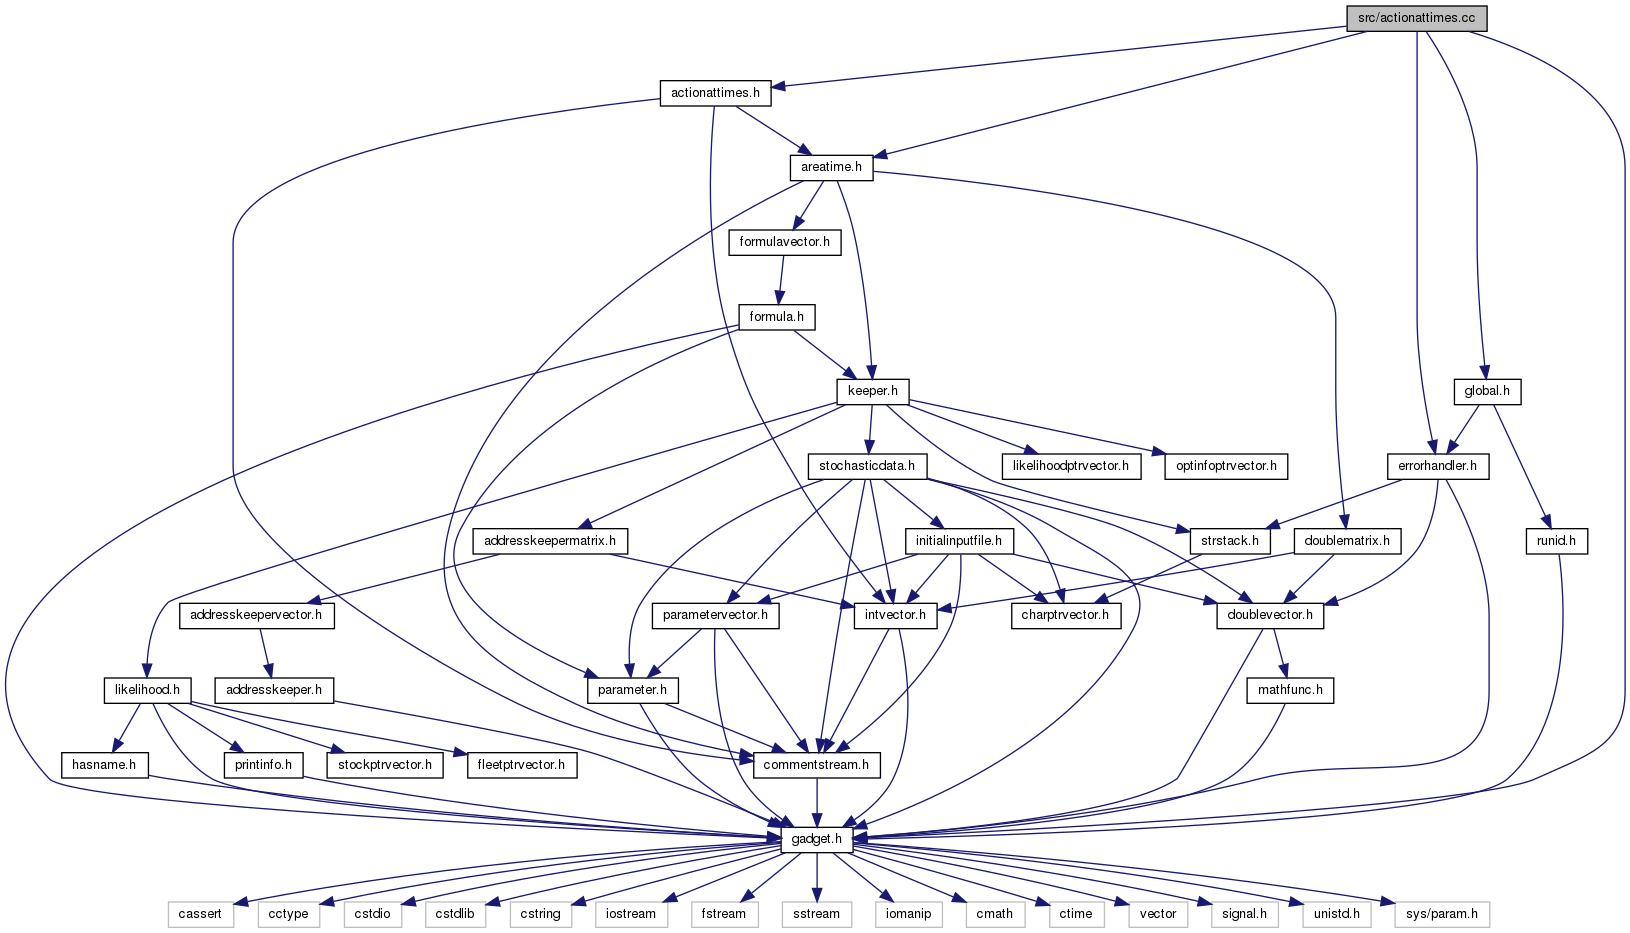 src/actionattimes.cc
actionattimes.h
areatime.h
formulavector.h
formula.h
keeper.h
global.h
stochasticdata.h
likelihoodptrvector.h
optinfoptrvector.h
errorhandler.h
addresskeepermatrix.h
initialinputfile.h
strstack.h
doublematrix.h
runid.h
addresskeepervector.h
parametervector.h
intvector.h
charptrvector.h
doublevector.h
likelihood.h
addresskeeper.h
parameter.h
mathfunc.h
hasname.h
printinfo.h
stockptrvector.h
fleetptrvector.h
commentstream.h
gadget.h
cassert
cctype
cstdio
cstdlib
cstring
iostream
fstream
sstream
iomanip
cmath
ctime
vector
signal.h
unistd.h
sys/param.h